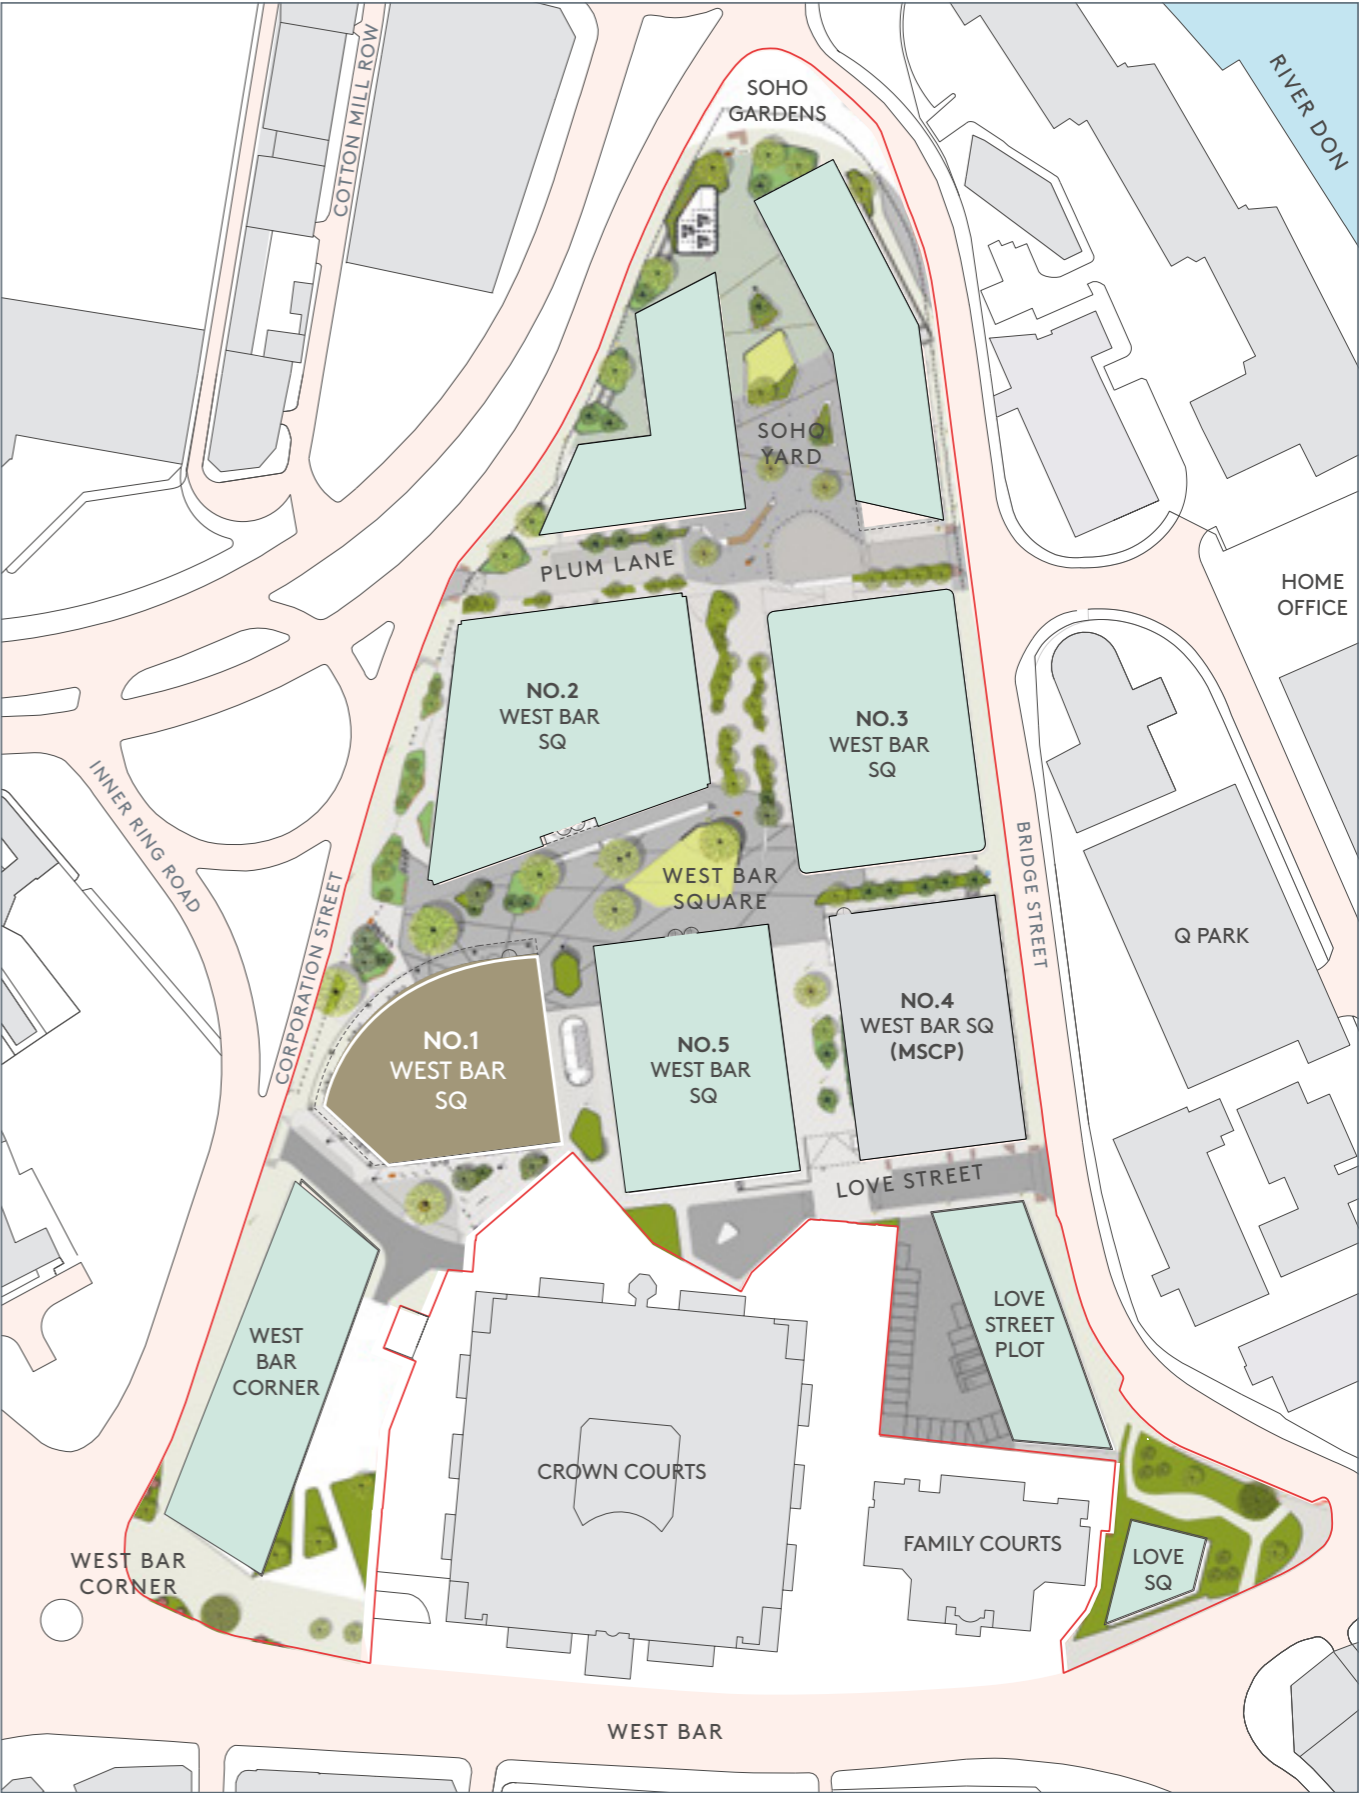 SOHO
GARDENS
RIVER DON
COTTON MILL ROW
SOHO
YARD
PLUM LANE
HOME
OFFICE
NO.2
WEST BAR
SQ
NO.3
WEST BAR
SQ
INNER RING ROAD
CORPORATION STREET
BRIDGE STREET
WEST BAR
SQUARE
Q PARK
NO.1
WEST BAR
SQ
NO.5
WEST BAR
SQ
NO.4
WEST BAR SQ
(MSCP)
LOVE STREET
WEST
BAR
CORNER
LOVE
STREET
PLOT
CROWN COURTS
FAMILY COURTS
LOVE
SQ
WEST BAR
CORNER
WEST BAR